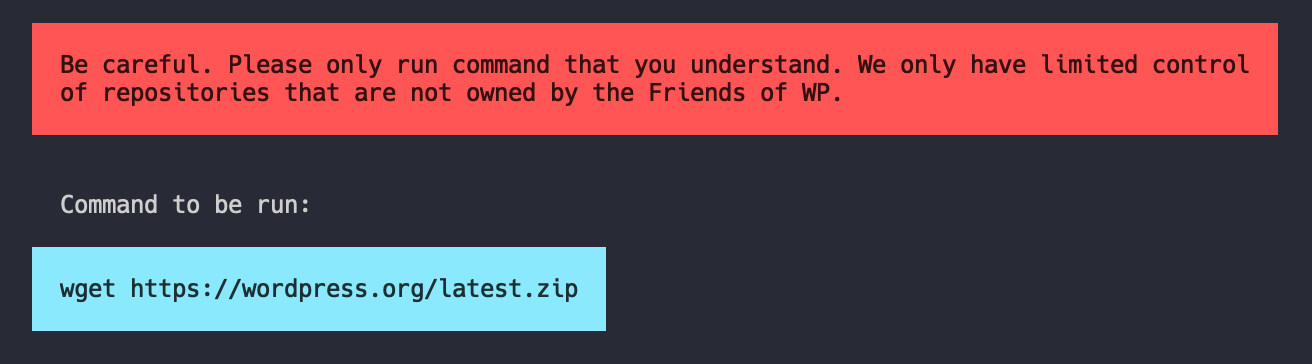 Be careful. Please only run command that you understand. We only have limited control
of repositories that are not owned by the Friends of WP.
Command to be run:
wget https://wordpress.org/latest.zip